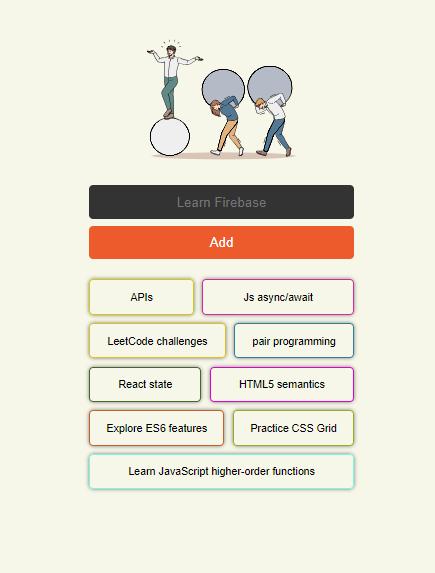 Learn Firebase
Add
APIs
Js async/await
LeetCode challenges
pair programming
React state
HTML5 semantics
Explore ES6 features
Practice CSS Grid
Learn JavaScript higher-order functions